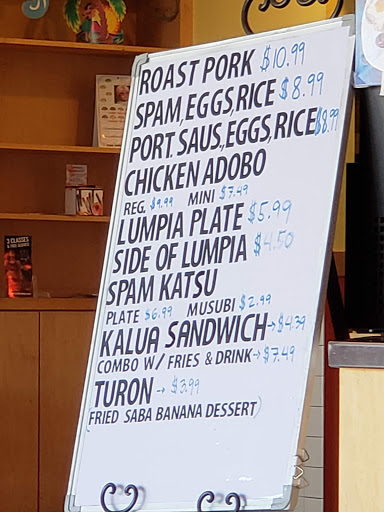 ROAST PORK $10.99
SPAM, EGGS, RICE $8.99
PORT. SAUS., EGGS, RICE $8.99
CHICKEN ADOBO
REG. $9.99 MINI $7.49
LUMPIA PLATE $5.99
SIDE OF LUMPIA $4.50
SPAM KATSU
PLATE $6.99 MUSUBI $2.99
KALUA SANDWICH→$4.39
COMBO W/ FRIES & DRINK→$7.49
TURON → $3.99
(FRIED SABA BANANA DESSERT)